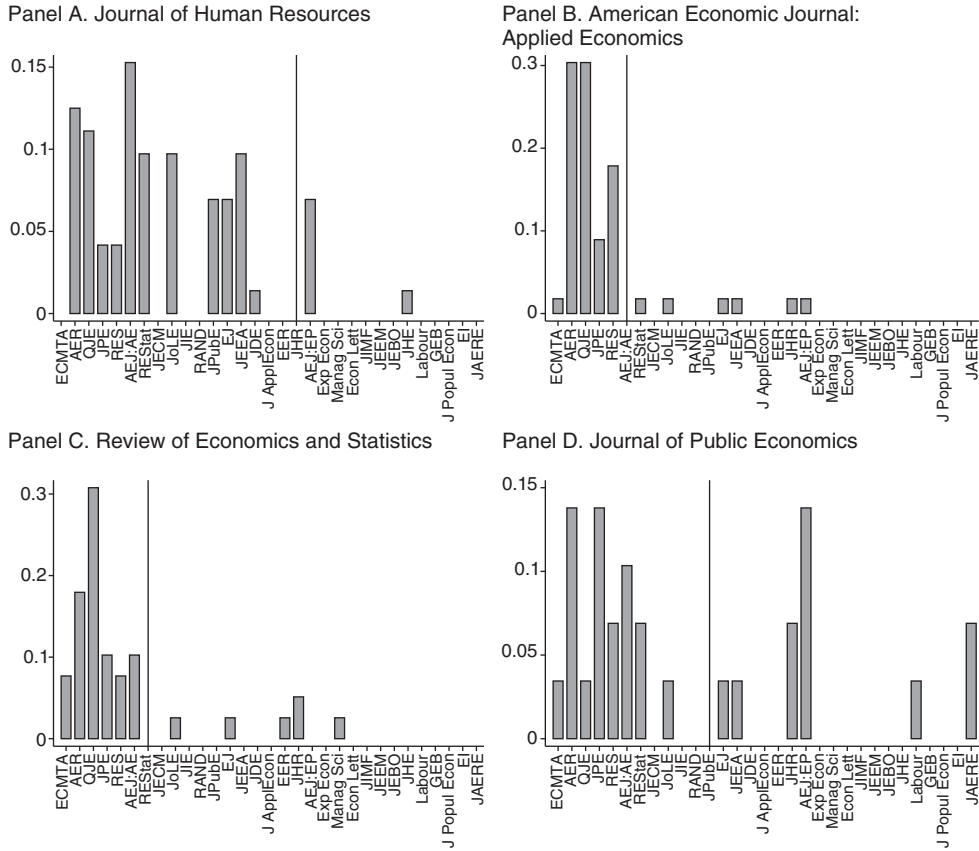 Panel A. Journal of Human Resources
0.15
0.1
0.05
0
ECMTA
AER
QJE
JPE
RES
AEJ:AE
REStat
JECM
JoLE
JIE
RAND
JPubE
EJ
JEEA
JDE
J ApplEcon
EER
JHR
AEJ:EP
Exp Econ
Manag Sci
Econ Lett
JIMF
JEEM
JEBO
JHE
Labour
GEB
J Popul Econ
EI
JAERE
Panel B. American Economic Journal:
Applied Economics
0.3
0.2
0.1
0
ECMTA
AER
QJE
JPE
RES
AEJ:AE
REStat
JECM
JoLE
JIE
RAND
JPubE
EJ
JEEA
JDE
J ApplEcon
EER
JHR
AEJ:EP
Exp Econ
Manag Sci
Econ Lett
JIMF
JEEM
JEBO
JHE
Labour
GEB
J Popul Econ
EI
JAERE
Panel C. Review of Economics and Statistics
0.3
0.2
0.1
0
ECMTA
AER
QJE
JPE
RES
AEJ:AE
REStat
JECM
JoLE
JIE
RAND
JPubE
EJ
JEEA
JDE
J ApplEcon
EER
JHR
AEJ:EP
Exp Econ
Manag Sci
Econ Lett
JIMF
JEEM
JEBO
JHE
Labour
GEB
J Popul Econ
EI
JAERE
Panel D. Journal of Public Economics
0.15
0.1
0.05
0
ECMTA
AER
QJE
JPE
RES
AEJ:AE
REStat
JoLE
JIE
RAND
JPubE
EJ
JEEA
JDE
J ApplEcon
EER
JHR
AEJ:EP
Exp Econ
Manag Sci
Econ Lett
JIMF
JEEM
JEBO
JHE
Labour
GEB
J Popul Econ
EI
JAERE